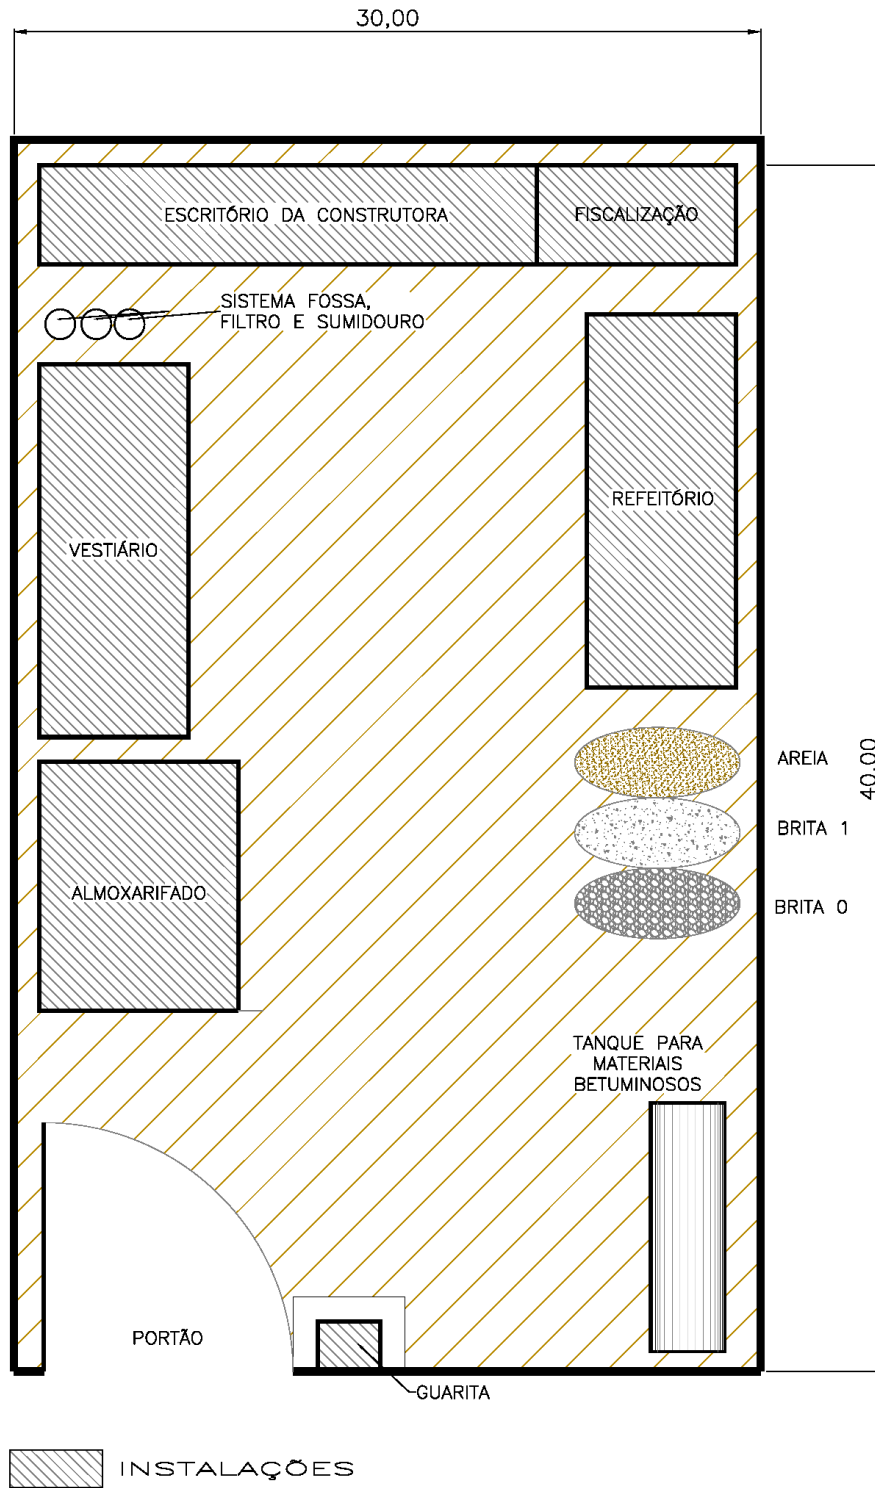 30,00
ESCRITÓRIO DA CONSTRUTORA
FISCALIZAÇÃO
SISTEMA FOSSA,
FILTRO E SUMIDOURO
REFEITÓRIO
VESTIÁRIO
AREIA
40,00
BRITA 1
ALMOXARIFADO
BRITA 0
TANQUE PARA
MATERIAIS
BETUMINOSOS
PORTÃO
GUARITA
INSTALAÇÕES